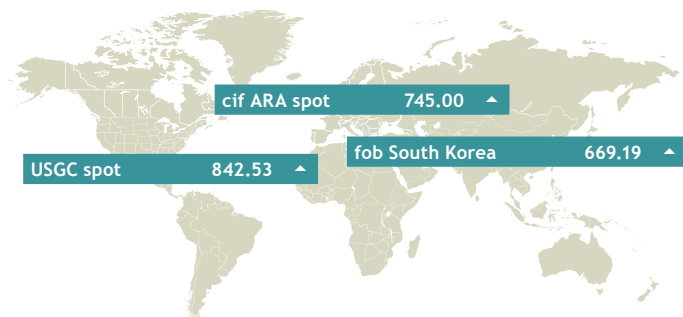 cif ARA spot 745.00
fob South Korea 669.19
USGC spot 842.53